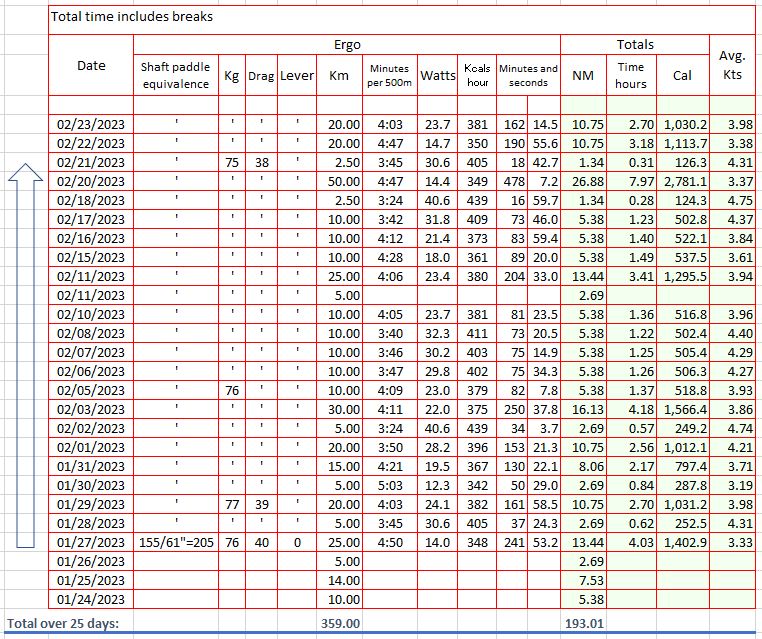 Total time includes breaks
Date Ergo Totals Avg. Kts
Shaft paddle equivalence Kg Drag Lever Km Minutes per 500m Watts Kcals hour Minutes and seconds NM Time hours Cal
02/23/2023 ' ' ' ' 20.00 4:03 23.7 381 162 14.5 10.75 2.70 1,030.2 3.98
02/22/2023 ' ' ' ' 20.00 4:47 14.7 350 190 55.6 10.75 3.18 1,113.7 3.38
02/21/2023 ' 75 38 ' 2.50 3:45 30.6 405 18 42.7 1.34 0.31 126.3 4.31
02/20/2023 ' ' ' ' 50.00 4:47 14.4 349 478 7.2 26.88 7.97 2,781.1 3.37
02/18/2023 ' ' ' ' 2.50 3:24 40.6 439 16 59.7 1.34 0.28 124.3 4.75
02/17/2023 ' ' ' ' 10.00 3:42 31.8 409 73 46.0 5.38 1.23 502.8 4.37
02/16/2023 ' ' ' ' 10.00 4:12 21.4 373 83 59.4 5.38 1.40 522.1 3.84
02/15/2023 ' ' ' ' 10.00 4:28 18.0 361 89 20.0 5.38 1.49 537.5 3.61
02/11/2023 ' ' ' ' 25.00 4:06 23.4 380 204 33.0 13.44 3.41 1,295.5 3.94
02/11/2023 ' ' ' ' 5.00 2.69
02/10/2023 ' ' ' ' 10.00 4:05 23.7 381 81 23.5 5.38 1.36 516.8 3.96
02/08/2023 ' ' ' ' 10.00 3:40 32.3 411 73 20.5 5.38 1.22 502.4 4.40
02/07/2023 ' ' ' ' 10.00 3:46 30.2 403 75 14.9 5.38 1.25 505.4 4.29
02/06/2023 ' ' ' ' 10.00 3:47 29.8 402 75 34.3 5.38 1.26 506.3 4.27
02/05/2023 ' 76 ' ' 10.00 4:09 23.0 379 82 7.8 5.38 1.37 518.8 3.93
02/03/2023 ' ' ' ' 30.00 4:11 22.0 375 250 37.8 16.13 4.18 1,566.4 3.86
02/02/2023 ' ' ' ' 5.00 3:24 40.6 439 34 3.7 2.69 0.57 249.2 4.74
02/01/2023 ' ' ' ' 20.00 3:50 28.2 396 153 21.3 10.75 2.56 1,012.1 4.21
01/31/2023 ' ' ' ' 15.00 4:21 19.5 367 130 22.1 8.06 2.17 797.4 3.71
01/30/2023 ' ' ' ' 5.00 5:03 12.3 342 50 29.0 2.69 0.84 287.8 3.19
01/29/2023 ' 77 39 ' 20.00 4:03 24.1 382 161 58.5 10.75 2.70 1,031.2 3.98
01/28/2023 ' ' ' ' 5.00 3:45 30.6 405 37 24.3 2.69 0.62 252.5 4.31
01/27/2023 155/61"=205 76 40 0 25.00 4:50 14.0 348 241 53.2 13.44 4.03 1,402.9 3.33
01/26/2023 5.00 2.69
01/25/2023 14.00 7.53
01/24/2023 10.00 5.38
Total over 25 days: 359.00 193.01